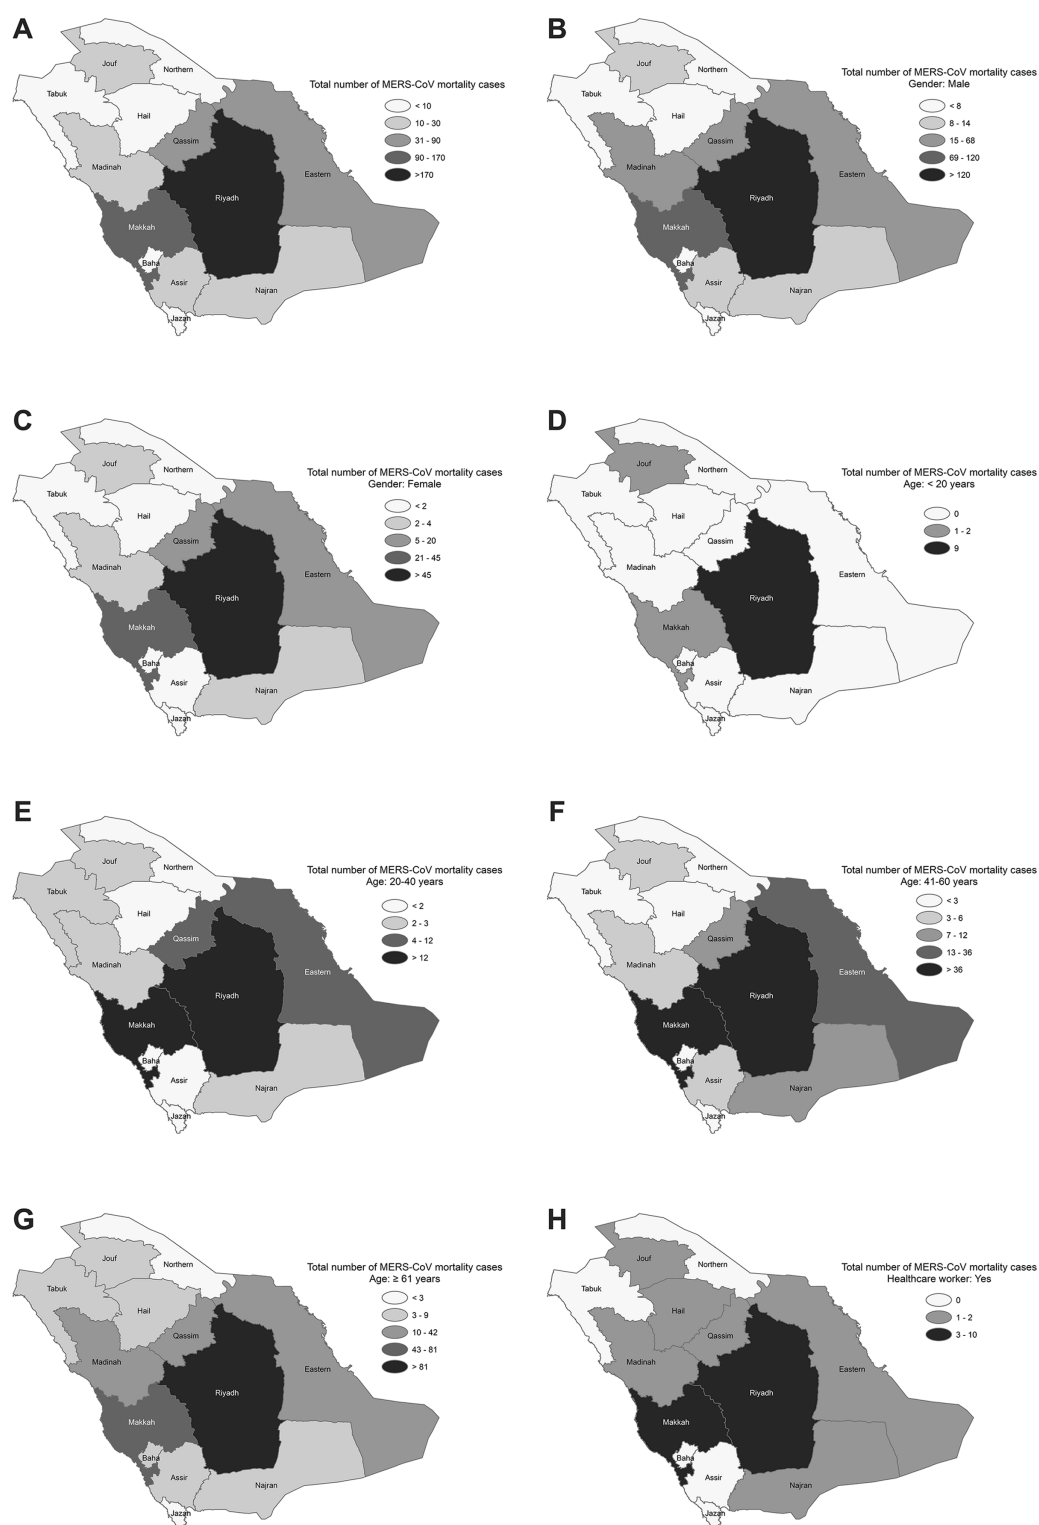 A
Jouf
Northern
Tabuk
Hail
Qassim
Madinah
Eastern
Riyadh
Makkah
Baha
Assir
Najran
Jazan
Total number of MERS-CoV mortality cases
< 10
10 - 30
31 - 90
90 - 170
>170
B
Jouf
Northern
Tabuk
Hail
Qassim
Madinah
Eastern
Riyadh
Makkah
Baha
Assir
Najran
Jazan
Total number of MERS-CoV mortality cases
Gender: Male
< 8
8 - 14
15 - 68
69 - 120
> 120
C
Jouf
Northern
Tabuk
Hail
Qassim
Madinah
Eastern
Riyadh
Makkah
Baha
Assir
Najran
Jazan
Total number of MERS-CoV mortality cases
Gender: Female
< 2
2 - 4
5 - 20
21 - 45
> 45
D
Jouf
Northern
Tabuk
Hail
Qassim
Madinah
Eastern
Riyadh
Makkah
Baha
Assir
Najran
Jazan
Total number of MERS-CoV mortality cases
Age: < 20 years
0
1 - 2
9
E
Jouf
Northern
Tabuk
Hail
Qassim
Madinah
Eastern
Riyadh
Makkah
Baha
Assir
Najran
Jazan
Total number of MERS-CoV mortality cases
Age: 20-40 years
< 2
2 - 3
4 - 12
> 12
F
Jouf
Northern
Tabuk
Hail
Qassim
Madinah
Eastern
Riyadh
Makkah
Baha
Assir
Najran
Jazan
Total number of MERS-CoV mortality cases
Age: 41-60 years
< 3
3 - 6
7 - 12
13 - 36
> 36
G
Jouf
Northern
Tabuk
Hail
Qassim
Madinah
Eastern
Riyadh
Makkah
Baha
Assir
Najran
Jazan
Total number of MERS-CoV mortality cases
Age: ≥ 61 years
< 3
3 - 9
10 - 42
43 - 81
> 81
H
Jouf
Northern
Tabuk
Hail
Qassim
Madinah
Eastern
Riyadh
Makkah
Baha
Assir
Najran
Jazan
Total number of MERS-CoV mortality cases
Healthcare worker: Yes
0
1 - 2
3 - 10